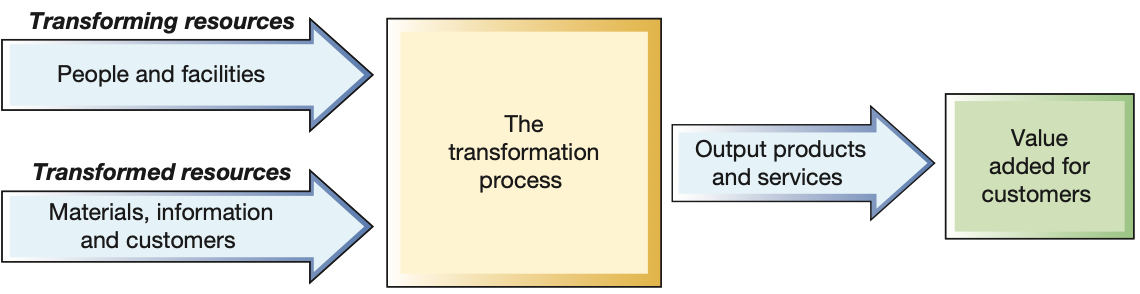 Transforming resources
People and facilities
Transformed resources
Materials, information
and customers
The
transformation
process
Output products
and services
Value
added for
customers